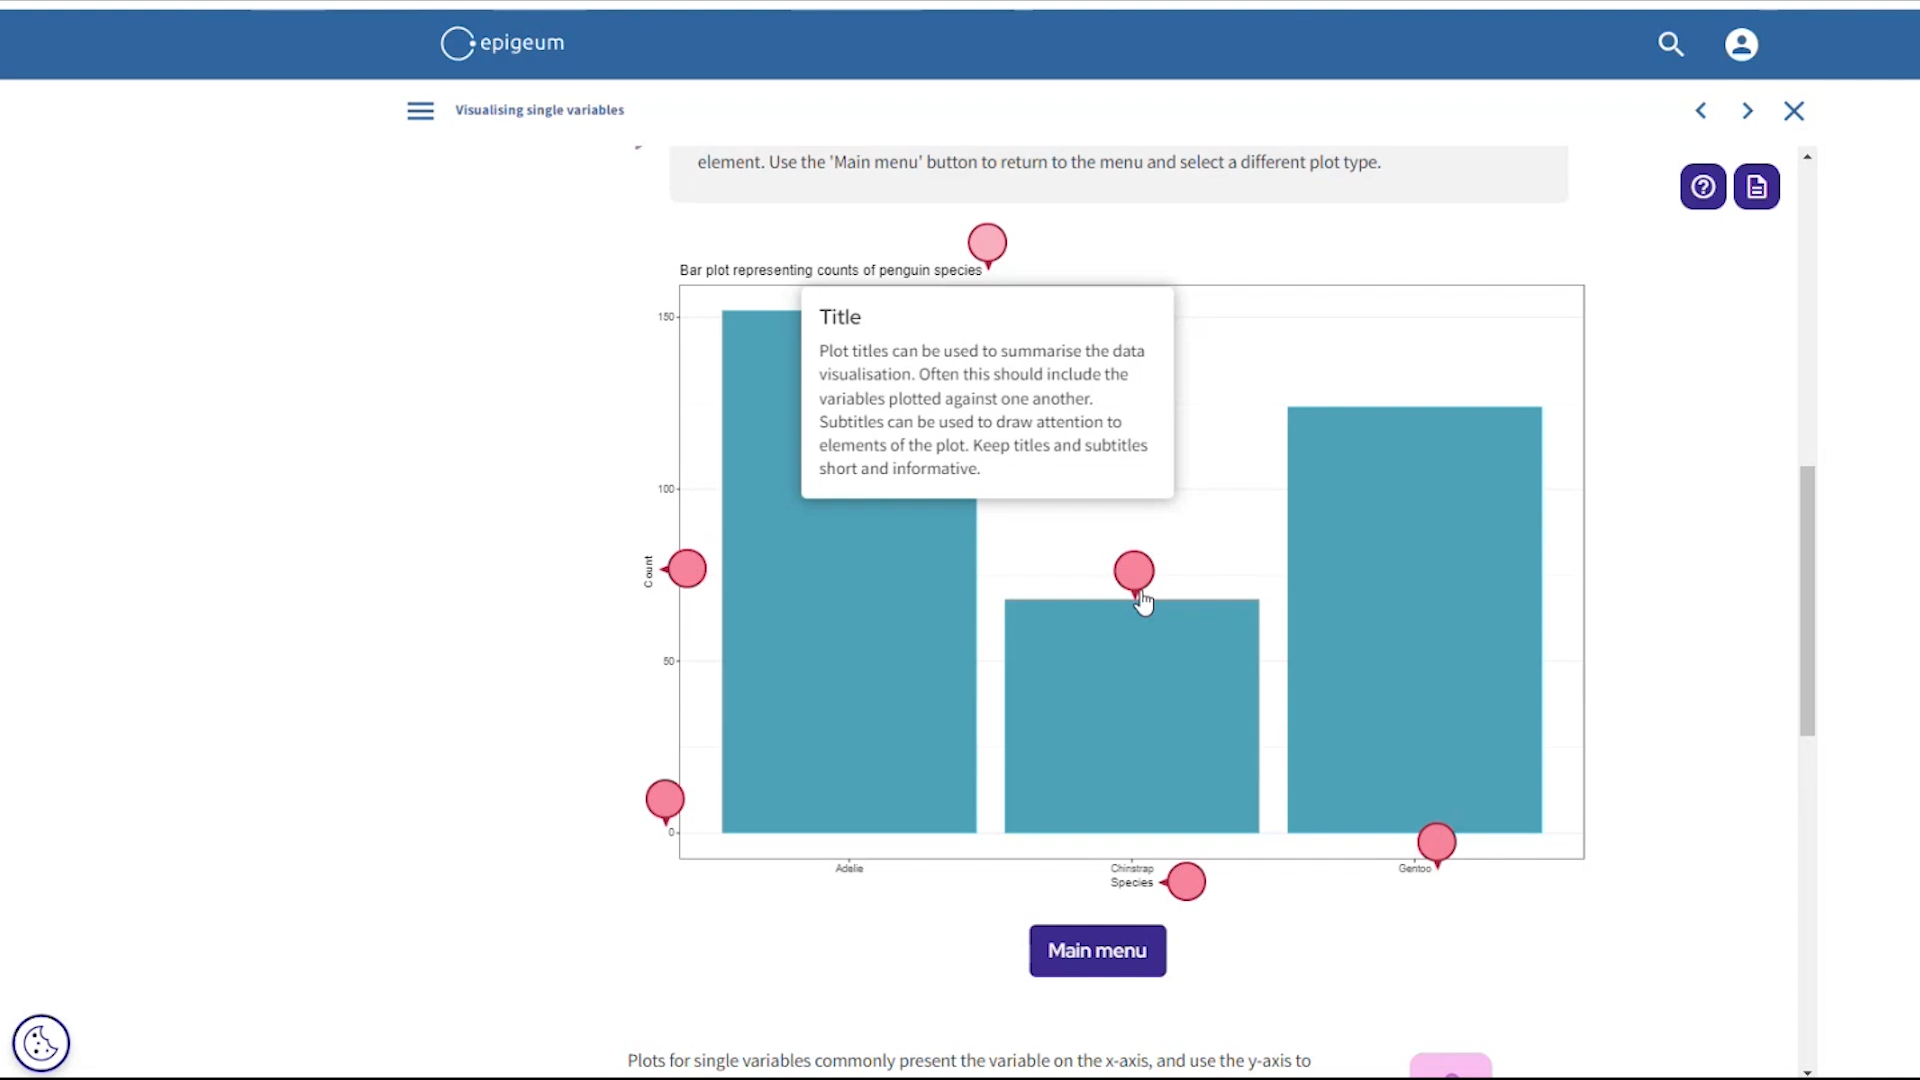 epigeum
Visualising single variables
element. Use the 'Main menu' button to return to the menu and select a different plot type.
Bar plot representing counts of penguin species
Title
Plot titles can be used to summarise the data
visualisation. Often this should include the
variables plotted against one another.
Subtitles can be used to draw attention to
elements of the plot. Keep titles and subtitles
short and informative.
150
100
50
0
Count
Adelie
Chinstrap
Gentoo
Species
Main menu
Plots for single variables commonly present the variable on the x-axis, and use the y-axis to